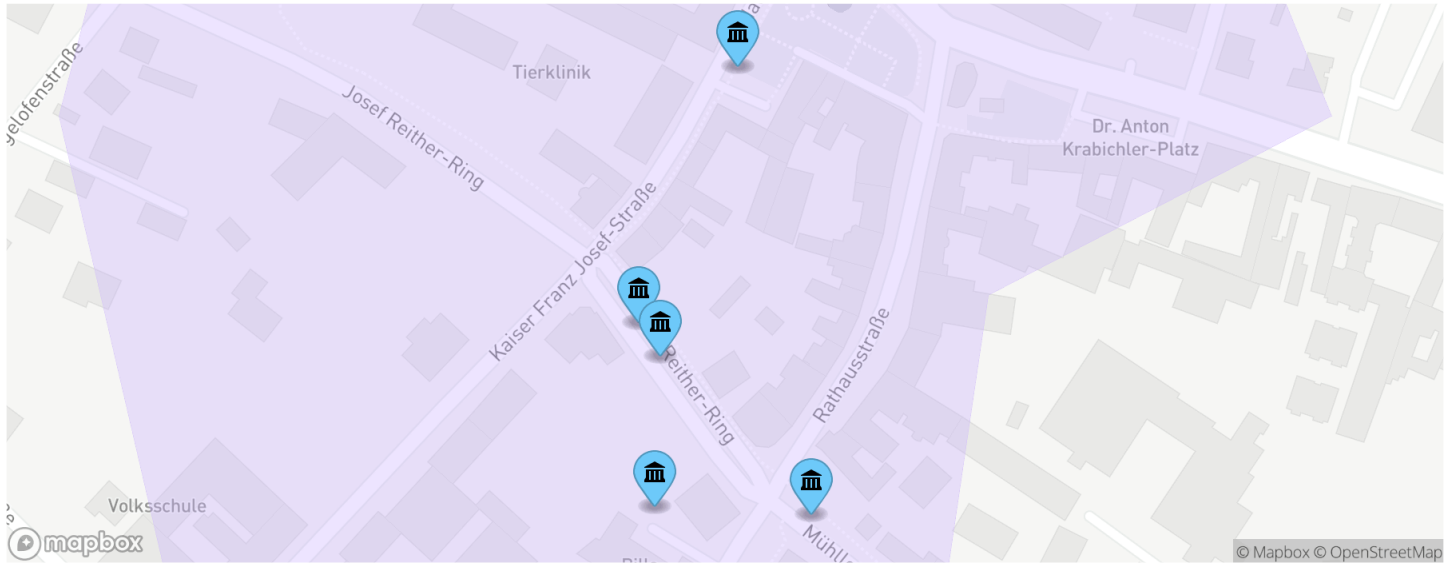 Tierklinik
gelofenstraße
Josef Reither-Ring
Dr. Anton
Krabichler-Platz
Kaiser Franz Josef-Straße
Rathausstraße
Reither-Ring
Volksschule
Mühll
mapbox
© Mapbox © OpenStreetMap